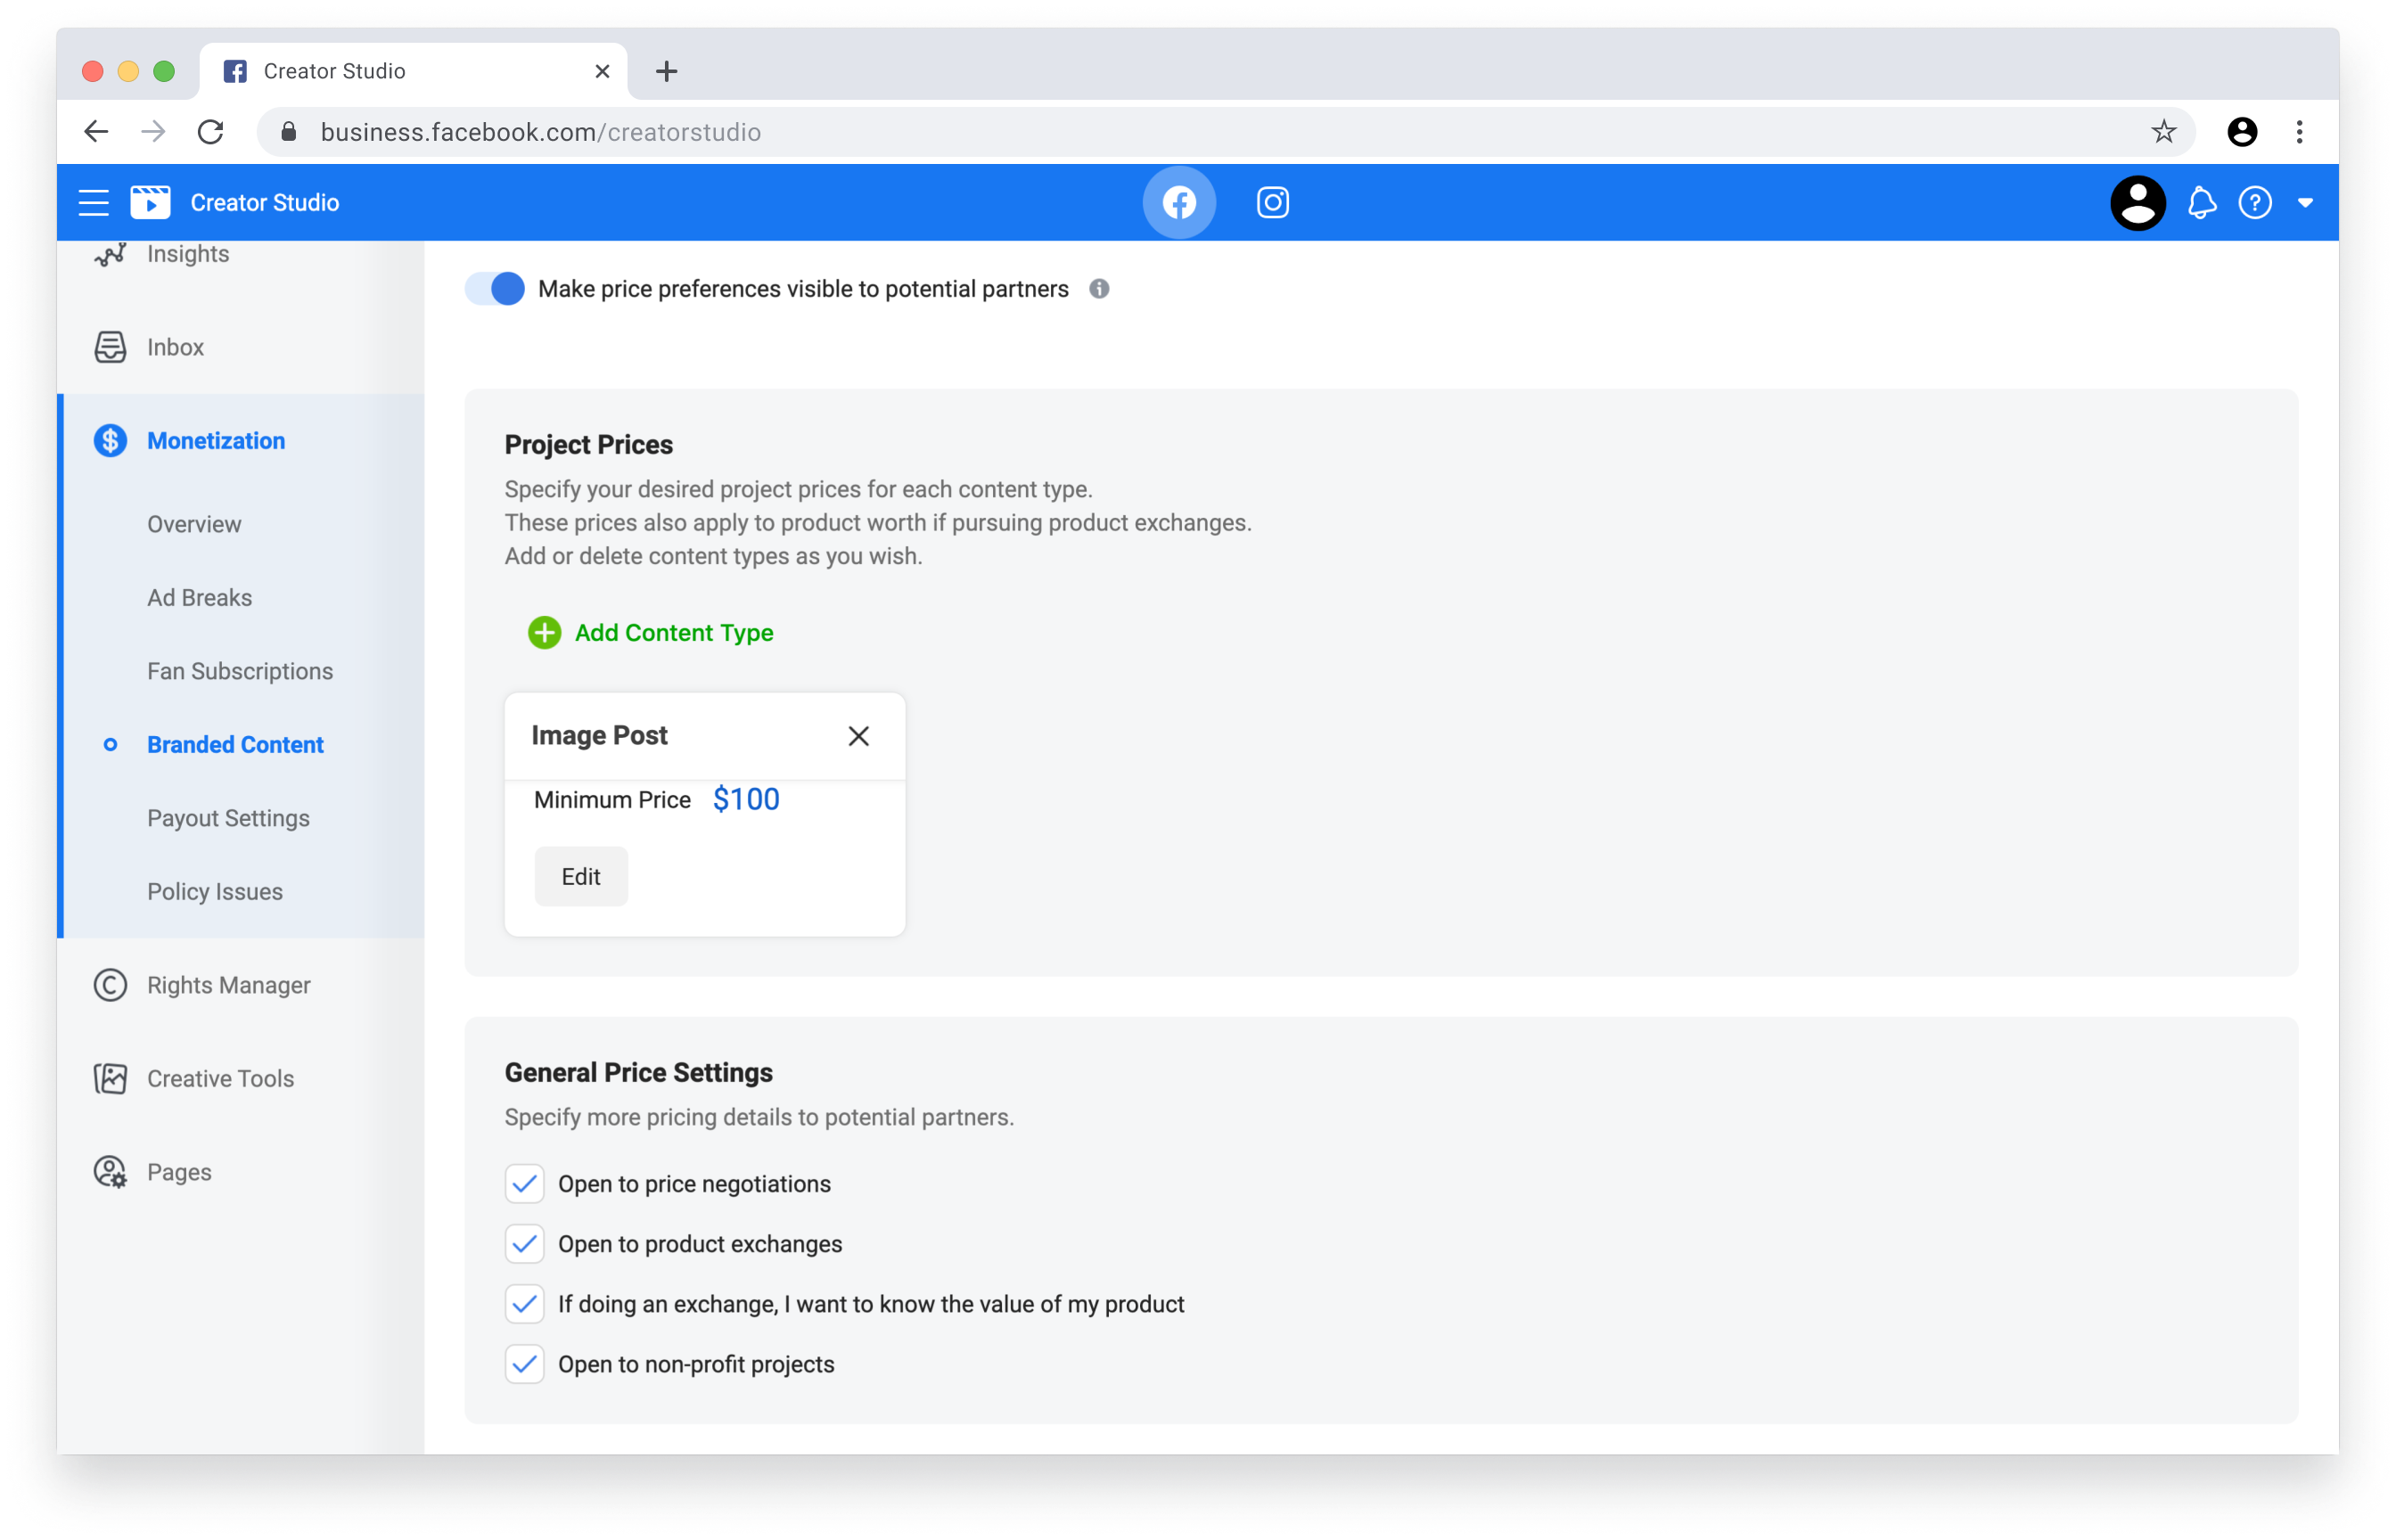 Creator Studio
business.facebook.com/creatorstudio
Creator Studio
Insights
Inbox
Monetization
Overview
Ad Breaks
Fan Subscriptions
Branded Content
Payout Settings
Policy Issues
Rights Manager
Creative Tools
Pages
Make price preferences visible to potential partners
Project Prices
Specify your desired project prices for each content type.
These prices also apply to product worth if pursuing product exchanges.
Add or delete content types as you wish.
Add Content Type
Image Post
Minimum Price $100
Edit
General Price Settings
Specify more pricing details to potential partners.
Open to price negotiations
Open to product exchanges
If doing an exchange, I want to know the value of my product
Open to non-profit projects